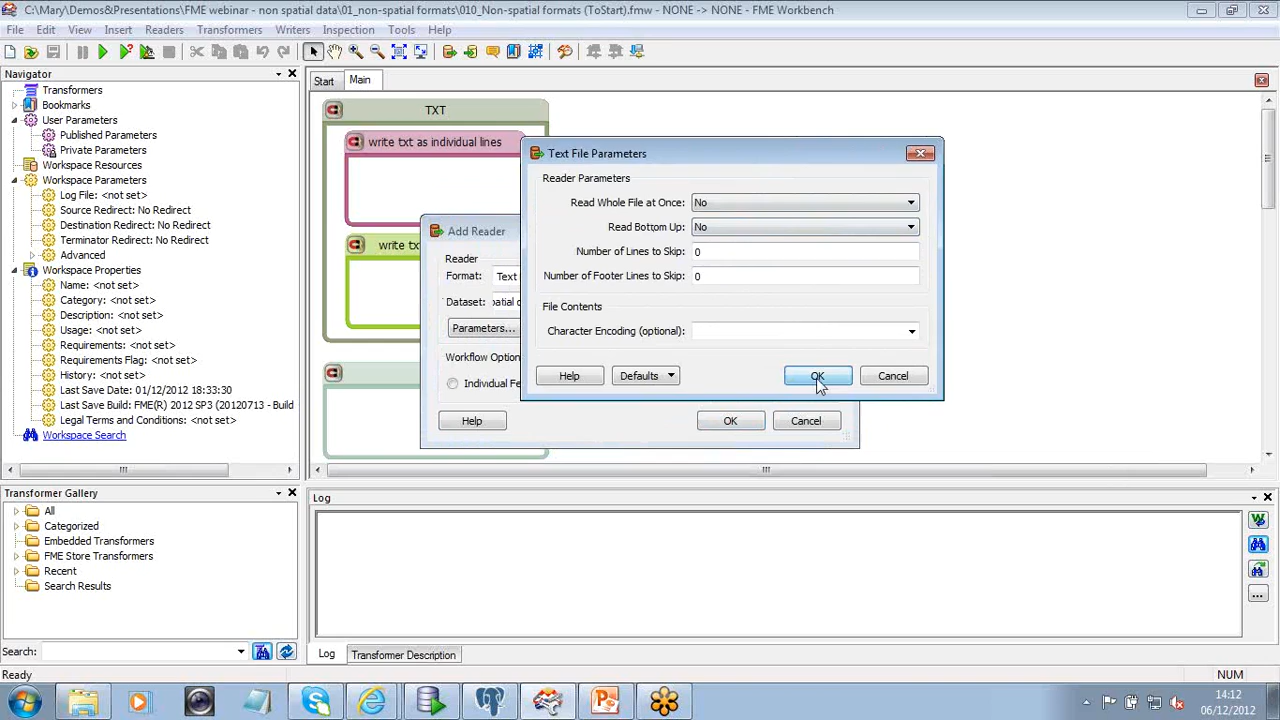 C:\Mary\Demos&Presentations\FME webinar - non spatial data\01_non-spatial formats\010_Non-spatial formats (ToStart).fmw - NONE -> NONE - FME Workbench
File Edit View Insert Readers Transformers Writers Inspection Tools Help
Navigator
Transformers
Bookmarks
User Parameters
Published Parameters
Private Parameters
Workspace Resources
Workspace Parameters
Log File: <not set>
Source Redirect: No Redirect
Destination Redirect: No Redirect
Terminator Redirect: No Redirect
Advanced
Workspace Properties
Name: <not set>
Category: <not set>
Description: <not set>
Usage: <not set>
Requirements: <not set>
Requirements Flag: <not set>
History: <not set>
Last Save Date: 01/12/2012 18:33:30
Last Save Build: FME(R) 2012 SP3 (20120713 - Build
Legal Terms and Conditions: <not set>
Workspace Search
Transformer Gallery
All
Categorized
Embedded Transformers
FME Store Transformers
Recent
Search Results
Search:
Start Main
TXT
write txt as individual lines
write tx
Add Reader
Reader
Format: Text
Dataset: patial d
Parameters...
Workflow Option
Individual Fe
Help OK Cancel
Text File Parameters
Reader Parameters
Read Whole File at Once: No
Read Bottom Up: No
Number of Lines to Skip: 0
Number of Footer Lines to Skip: 0
File Contents
Character Encoding (optional):
Help Defaults OK Cancel
Log
Log Transformer Description
Ready NUM
14:12
06/12/2012